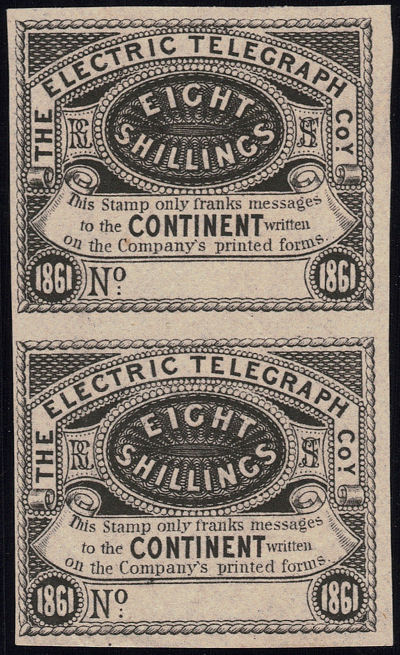 THE ELECTRIC TELEGRAPH COY
EIGHT
SHILLINGS
This Stamp only franks messages
to the CONTINENT written
on the Company's printed forms.
1861 No: 1861
THE ELECTRIC TELEGRAPH COY
EIGHT
SHILLINGS
This Stamp only franks messages
to the CONTINENT written
on the Company's printed forms.
1861 No: 1861